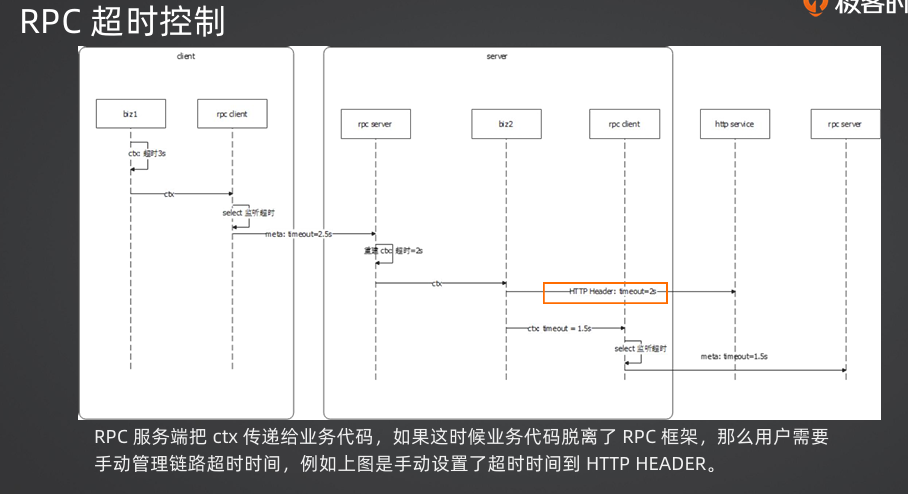 RPC 超时控制
极客时
client
server
biz1
rpc client
rpc server
biz2
rpc client
http service
rpc server
ctx: 超时3s
ctx
select 监听超时
meta: timeout=2.5s
重建 ctx: 超时=2s
ctx
HTTP Header: timeout=2s
ctx: timeout = 1.5s
select 监听超时
meta: timeout=1.5s
RPC 服务端把 ctx 传递给业务代码，如果这时候业务代码脱离了 RPC 框架，那么用户需要
手动管理链路超时时间，例如上图是手动设置了超时时间到 HTTP HEADER。